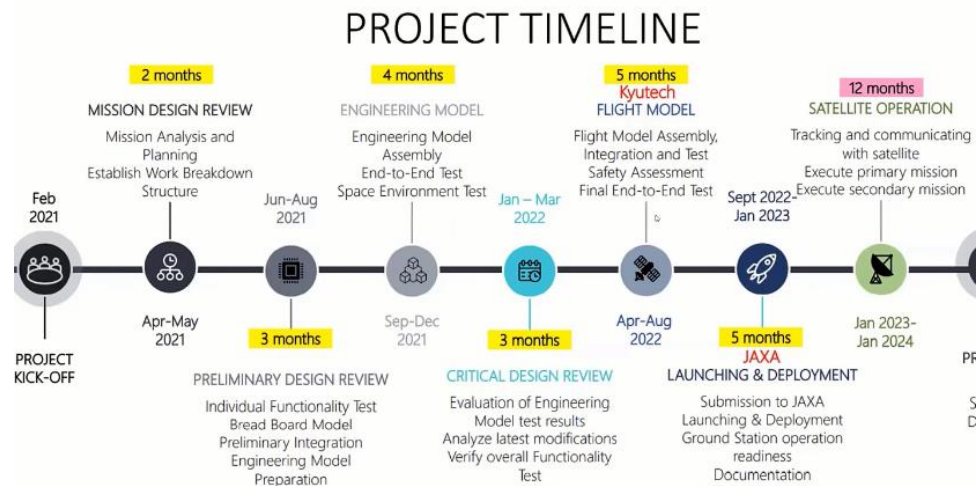 PROJECT TIMELINE
Feb
2021
PROJECT
KICK-OFF
2 months
MISSION DESIGN REVIEW
Mission Analysis and
Planning
Establish Work Breakdown
Structure
Apr-May
2021
Jun-Aug
2021
3 months
PRELIMINARY DESIGN REVIEW
Individual Functionality Test
Bread Board Model
Preliminary Integration
Engineering Model
Preparation
4 months
ENGINEERING MODEL
Engineering Model
Assembly
End-to-End Test
Space Environment Test
Sep-Dec
2021
Jan – Mar
2022
3 months
CRITICAL DESIGN REVIEW
Evaluation of Engineering
Model test results
Analyze latest modifications
Verify overall Functionality
Test
5 months
Kyutech
FLIGHT MODEL
Flight Model Assembly,
Integration and Test
Safety Assessment
Final End-to-End Test
Apr-Aug
2022
Sept 2022-
Jan 2023
5 months
JAXA
LAUNCHING & DEPLOYMENT
Submission to JAXA
Launching & Deployment
Ground Station operation
readiness
Documentation
12 months
SATELLITE OPERATION
Tracking and communicating
with satellite
Execute primary mission
Execute secondary mission
Jan 2023-
Jan 2024